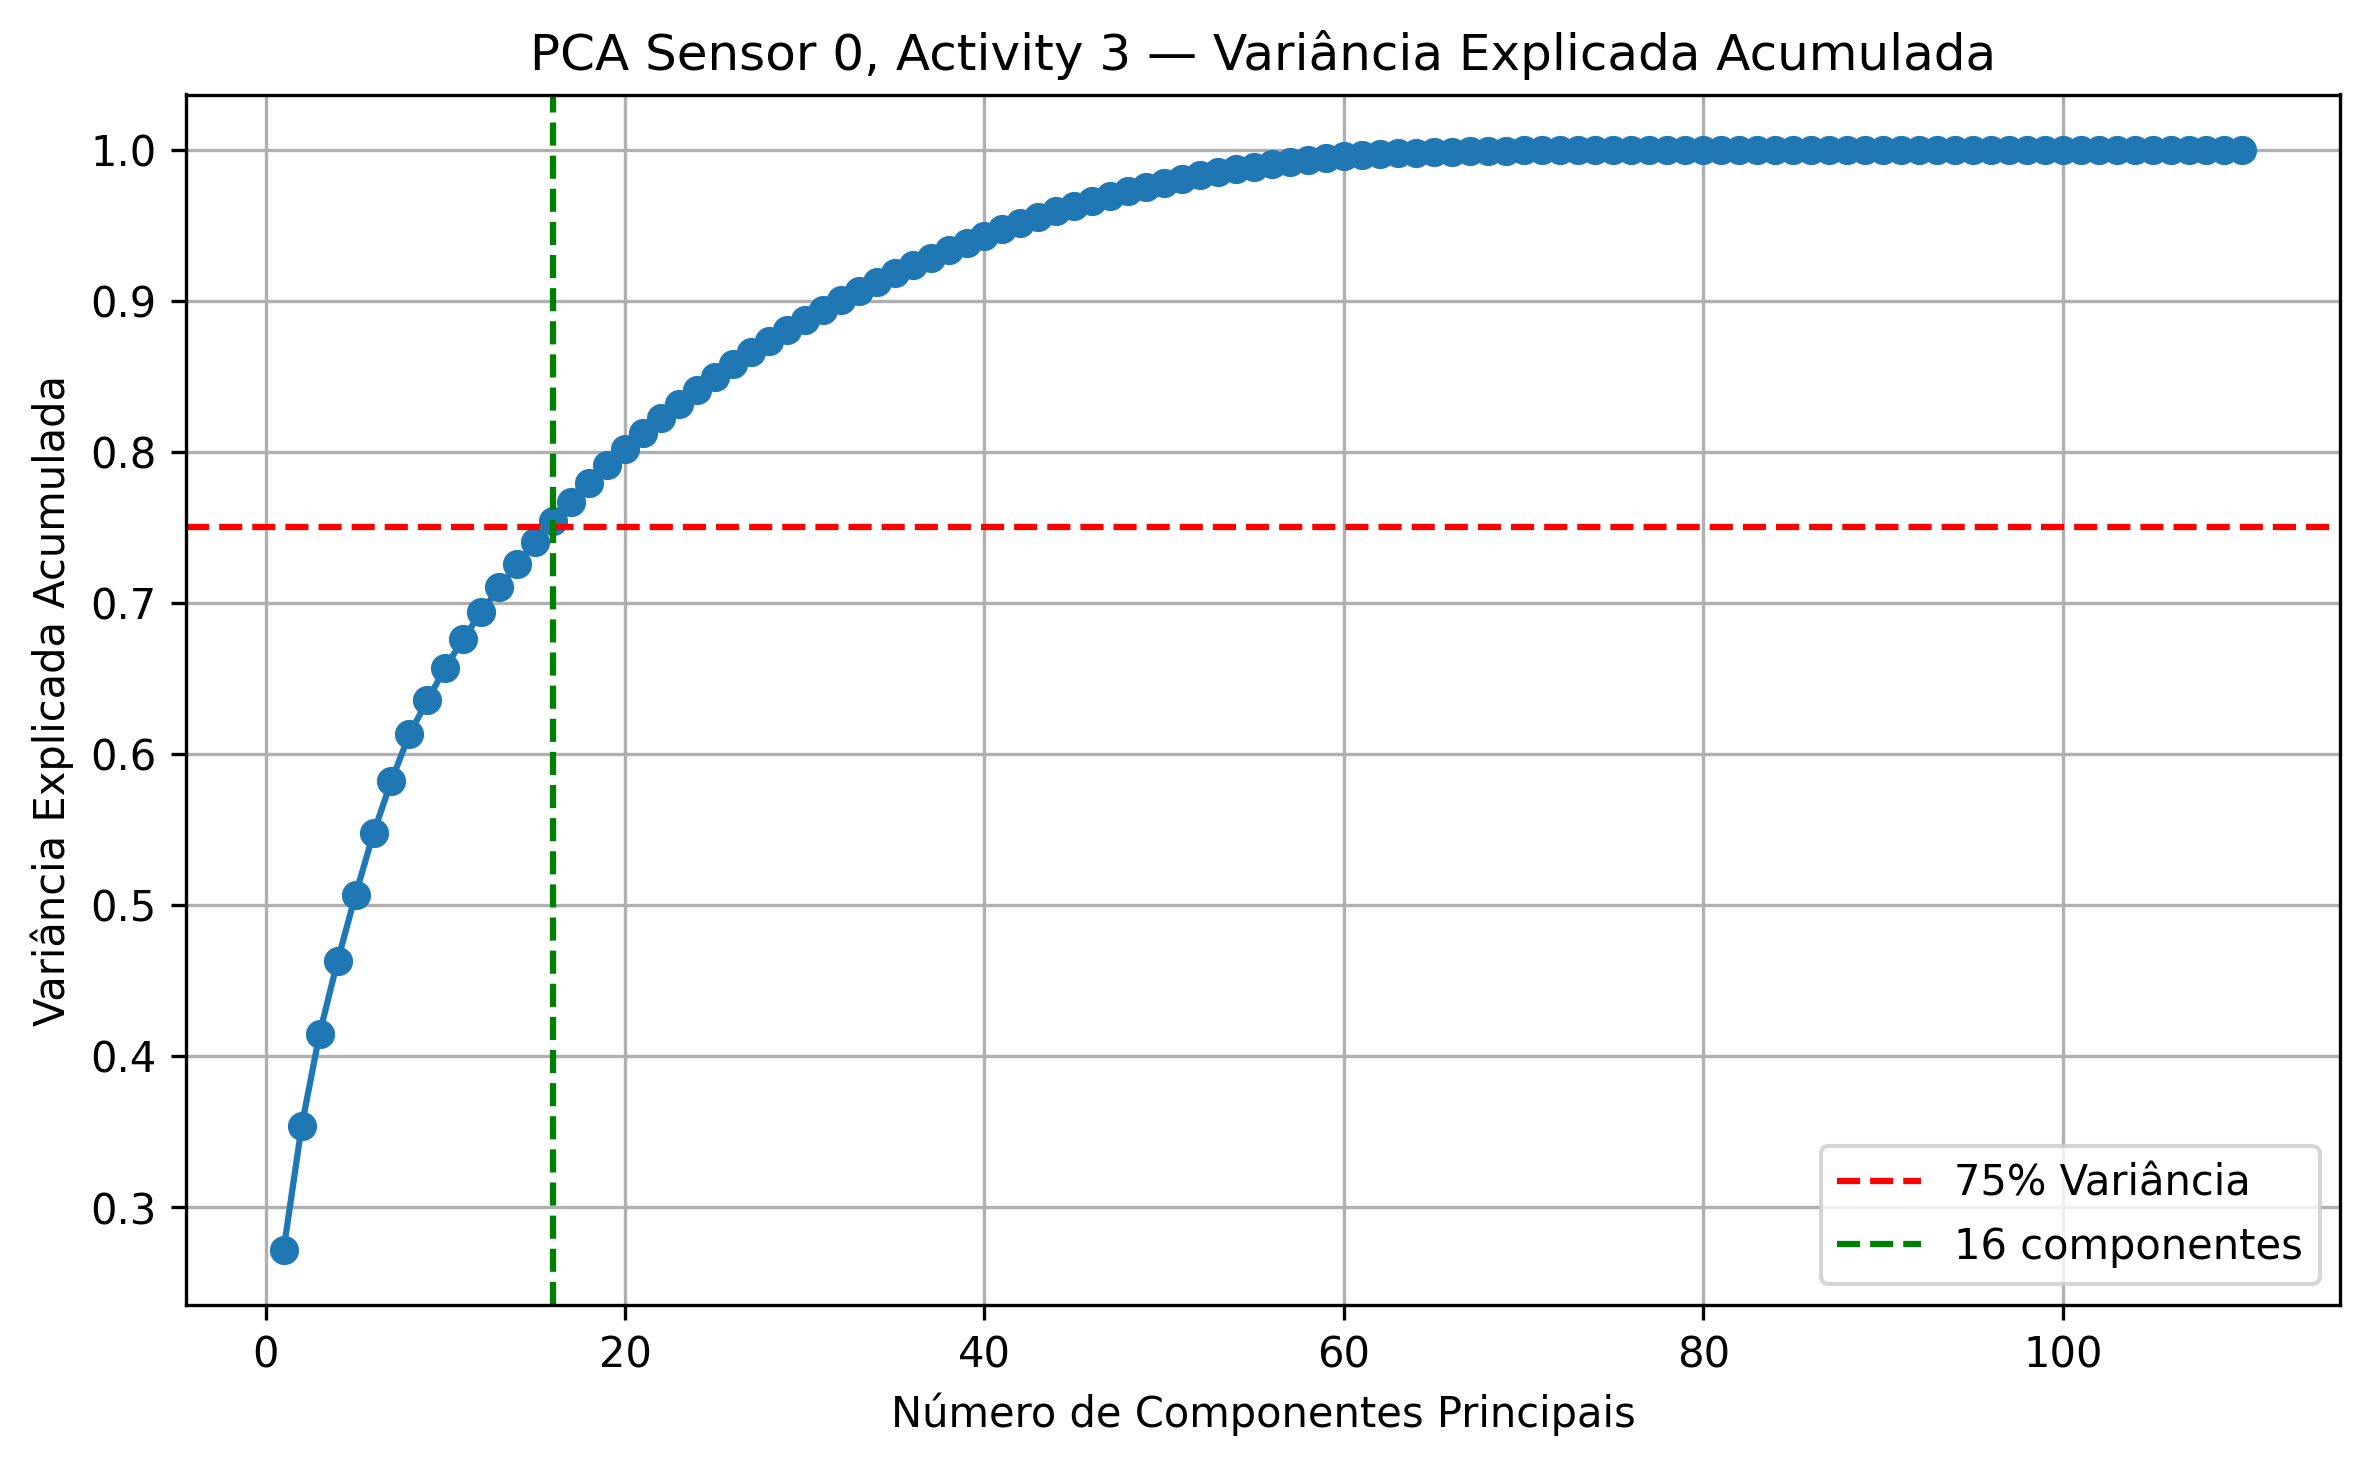 PCA Sensor 0, Activity 3 — Variância Explicada Acumulada
Variância Explicada Acumulada
1.0
0.9
0.8
0.7
0.6
0.5
0.4
0.3
75% Variância
16 componentes
0 20 40 60 80 100
Número de Componentes Principais